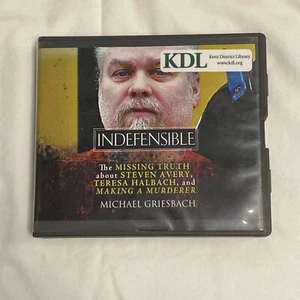 KDL
Kent District Library
www.kdl.org
INDEFENSIBLE
The MISSING TRUTH
about STEVEN AVERY,
TERESA HALBACH, and
MAKING A MURDERER
MICHAEL GRIESBACH